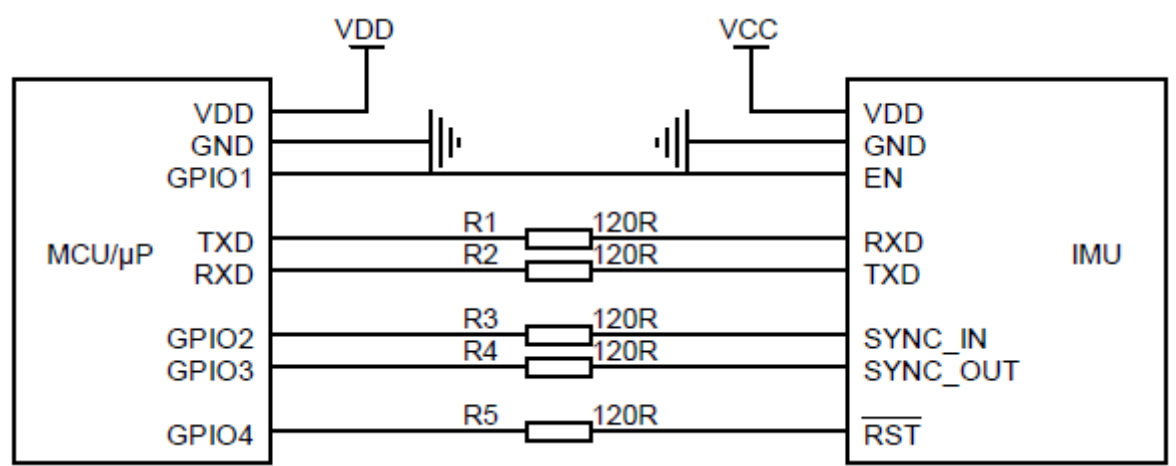 VDD VCC
VDD VDD
GND GND
GPIO1 EN
R1 120R
TXD RXD
MCU/µP R2 120R IMU
RXD TXD
R3 120R
GPIO2 SYNC_IN
R4 120R
GPIO3 SYNC_OUT
R5 120R
GPIO4 RST